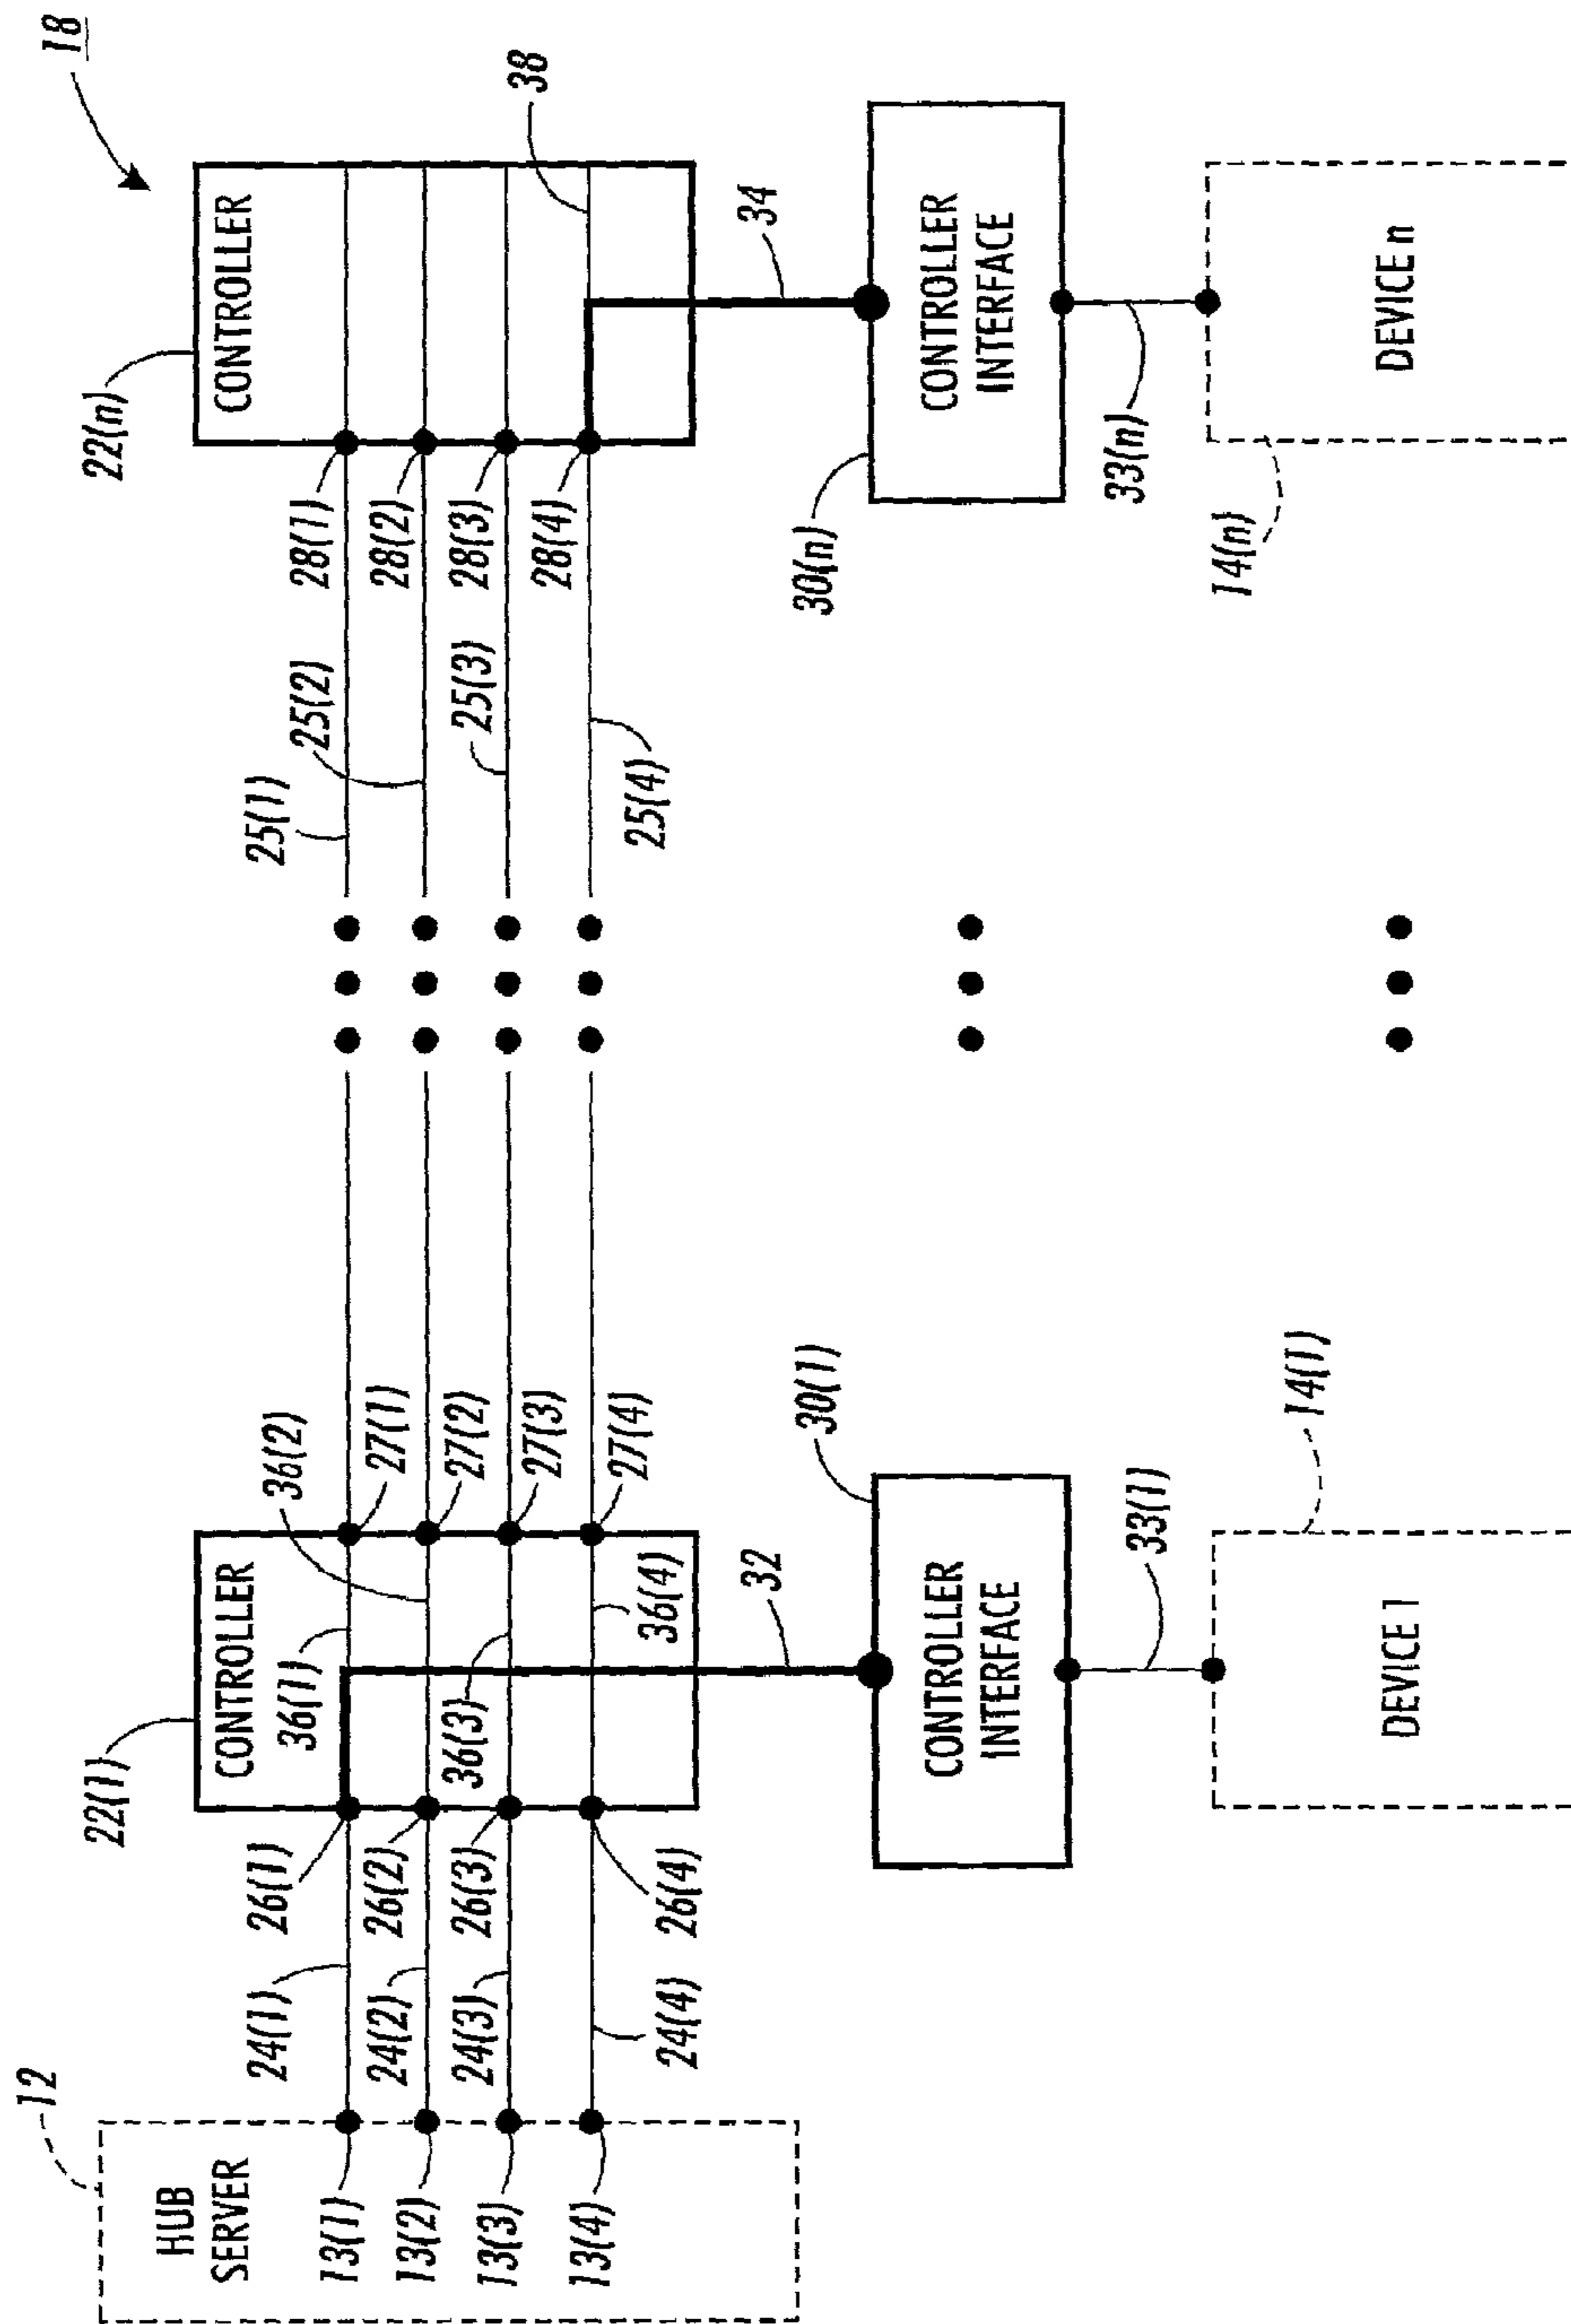 18
12
HUB
SERVER
13(1)
13(2)
13(3)
13(4)
24(1)
24(2)
24(3)
24(4)
26(1)
26(2)
26(3)
26(4)
22(1)
CONTROLLER
36(1)
36(2)
36(3)
36(4)
27(1)
27(2)
27(3)
27(4)
32
30(1)
CONTROLLER
INTERFACE
33(1)
14(1)
DEVICE 1
25(1)
25(2)
25(3)
25(4)
28(1)
28(2)
28(3)
28(4)
22(n)
CONTROLLER
38
34
30(n)
CONTROLLER
INTERFACE
33(n)
14(n)
DEVICE n